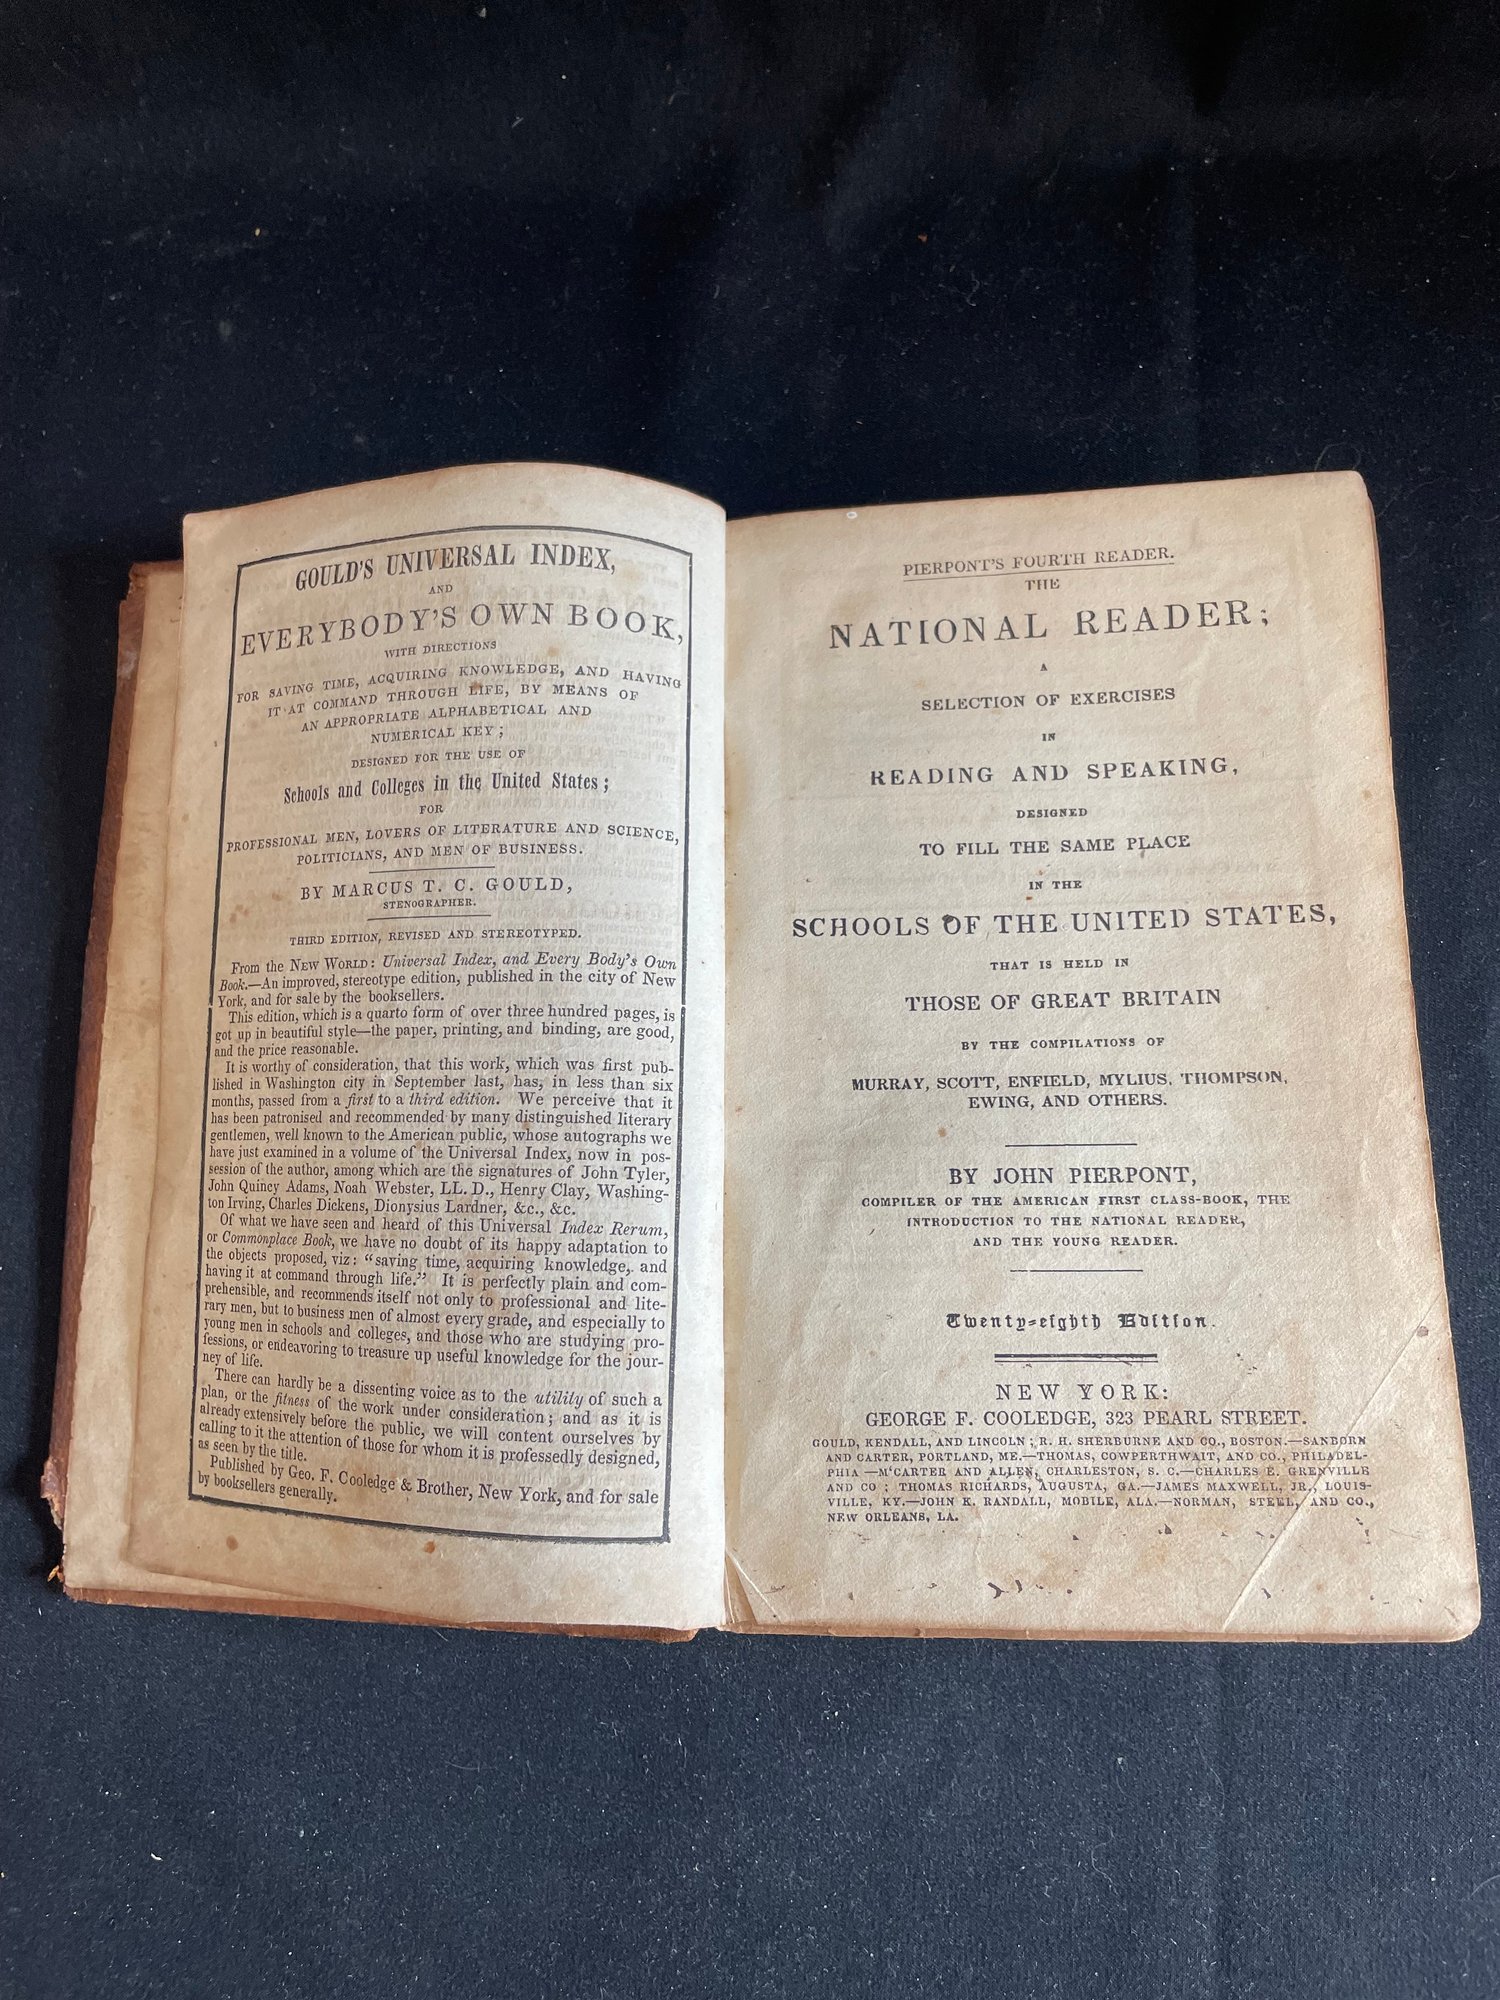 GOULD'S UNIVERSAL INDEX,
AND
EVERYBODY'S OWN BOOK,
WITH DIRECTIONS
FOR SAVING TIME, ACQUIRING KNOWLEDGE, AND HAVING
IT AT COMMAND THROUGH LIFE, BY MEANS OF
AN APPROPRIATE ALPHABETICAL AND
NUMERICAL KEY;
DESIGNED FOR THE USE OF
Schools and Colleges in the United States;
FOR
PROFESSIONAL MEN, LOVERS OF LITERATURE AND SCIENCE,
POLITICIANS, AND MEN OF BUSINESS.
BY MARCUS T. C. GOULD,
STENOGRAPHER.
THIRD EDITION, REVISED AND STEREOTYPED.
From the NEW WORLD: Universal Index, and Every Body's Own
Book.—An improved, stereotype edition, published in the city of New
York, and for sale by the booksellers.
This edition, which is a quarto form of over three hundred pages, is
got up in beautiful style—the paper, printing, and binding, are good,
and the price reasonable.
It is worthy of consideration, that this work, which was first pub-
lished in Washington city in September last, has, in less than six
months, passed from a first to a third edition. We perceive that it
has been patronised and recommended by many distinguished literary
gentlemen, well known to the American public, whose autographs we
have just examined in a volume of the Universal Index, now in pos-
session of the author, among which are the signatures of John Tyler,
John Quincy Adams, Noah Webster, LL. D., Henry Clay, Washing-
ton Irving, Charles Dickens, Dionysius Lardner, &c., &c.
Of what we have seen and heard of this Universal Index Rerum,
or Commonplace Book, we have no doubt of its happy adaptation to
the objects proposed, viz: "saving time, acquiring knowledge, and
having it at command through life." It is perfectly plain and com-
prehensible, and recommends itself not only to professional and lite-
rary men, but to business men of almost every grade, and especially to
young men in schools and colleges, and those who are studying pro-
fessions, or endeavoring to treasure up useful knowledge for the jour-
ney of life.
There can hardly be a dissenting voice as to the utility of such a
plan, or the fitness of the work under consideration; and as it is
already extensively before the public, we will content ourselves by
calling to it the attention of those for whom it is professedly designed,
as seen by the title.
Published by Geo. F. Cooledge & Brother, New York, and for sale
by booksellers generally.
PIERPONT'S FOURTH READER.
THE
NATIONAL READER;
A
SELECTION OF EXERCISES
IN
READING AND SPEAKING,
DESIGNED
TO FILL THE SAME PLACE
IN THE
SCHOOLS OF THE UNITED STATES,
THAT IS HELD IN
THOSE OF GREAT BRITAIN
BY THE COMPILATIONS OF
MURRAY, SCOTT, ENFIELD, MYLIUS, THOMPSON,
EWING, AND OTHERS.
BY JOHN PIERPONT,
COMPILER OF THE AMERICAN FIRST CLASS-BOOK, THE
INTRODUCTION TO THE NATIONAL READER,
AND THE YOUNG READER.
Twenty-eighth Edition.
NEW YORK:
GEORGE F. COOLEDGE, 323 PEARL STREET.
GOULD, KENDALL, AND LINCOLN; R. H. SHERBURNE AND CO., BOSTON.—SANBORN
AND CARTER, PORTLAND, ME.—THOMAS, COWPERTHWAIT, AND CO., PHILADEL-
PHIA—M'CARTER AND ALLEN, CHARLESTON, S. C.—CHARLES E. GRENVILLE
AND CO; THOMAS RICHARDS, AUGUSTA, GA.—JAMES MAXWELL, JR., LOUIS-
VILLE, KY.—JOHN K. RANDALL, MOBILE, ALA.—NORMAN, STEEL, AND CO.,
NEW ORLEANS, LA.